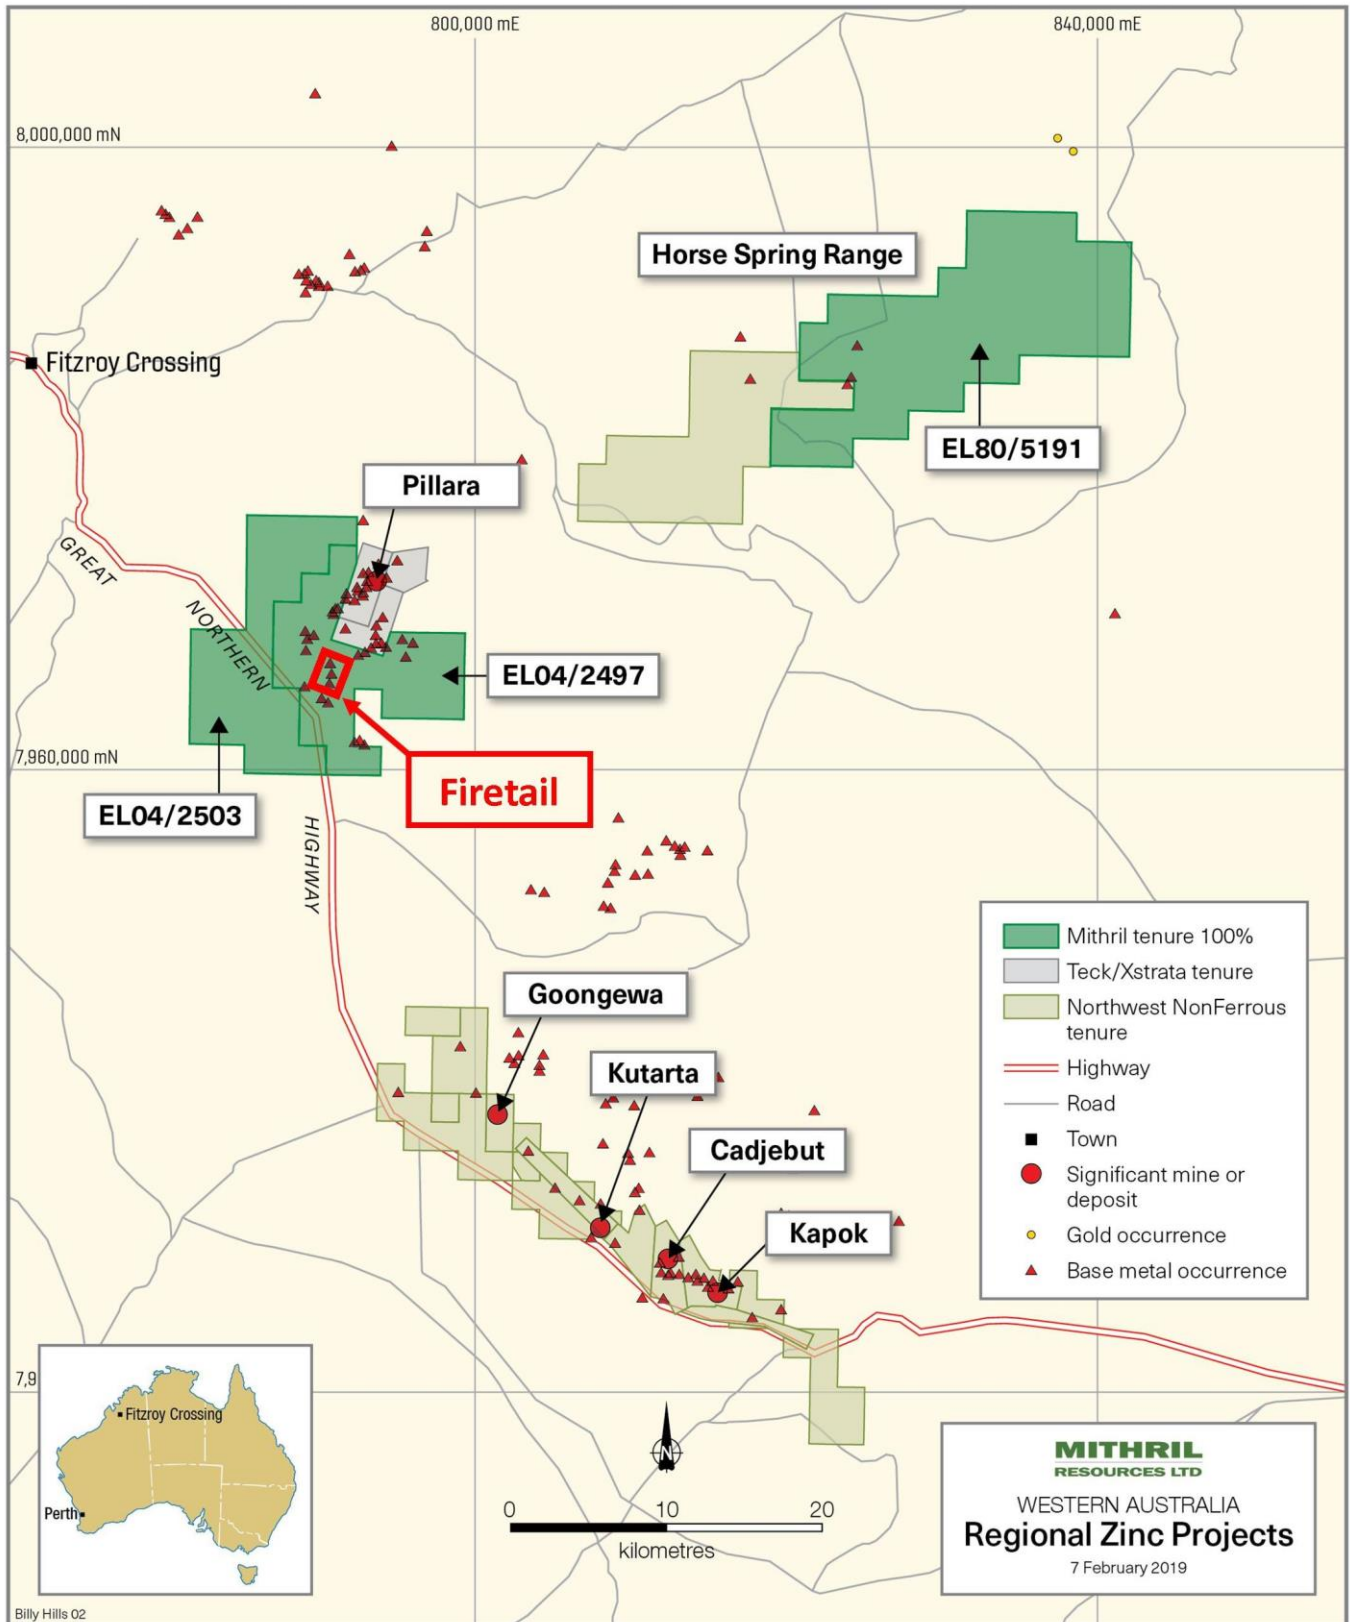 800,000 mE
840,000 mE
8,000,000 mN
Horse Spring Range
Fitzroy Crossing
EL80/5191
Pillara
GREAT
NORTHERN
HIGHWAY
EL04/2497
7,960,000 mN
Firetail
EL04/2503
Mithril tenure 100%
Teck/Xstrata tenure
Northwest NonFerrous
tenure
Highway
Road
Town
Significant mine or
deposit
Gold occurrence
Base metal occurrence
Goongewa
Kutarta
Cadjebut
Kapok
7,9
Fitzroy Crossing
Perth
N
0
10
20
kilometres
MITHRIL
RESOURCES LTD
WESTERN AUSTRALIA
Regional Zinc Projects
7 February 2019
Billy Hills 02